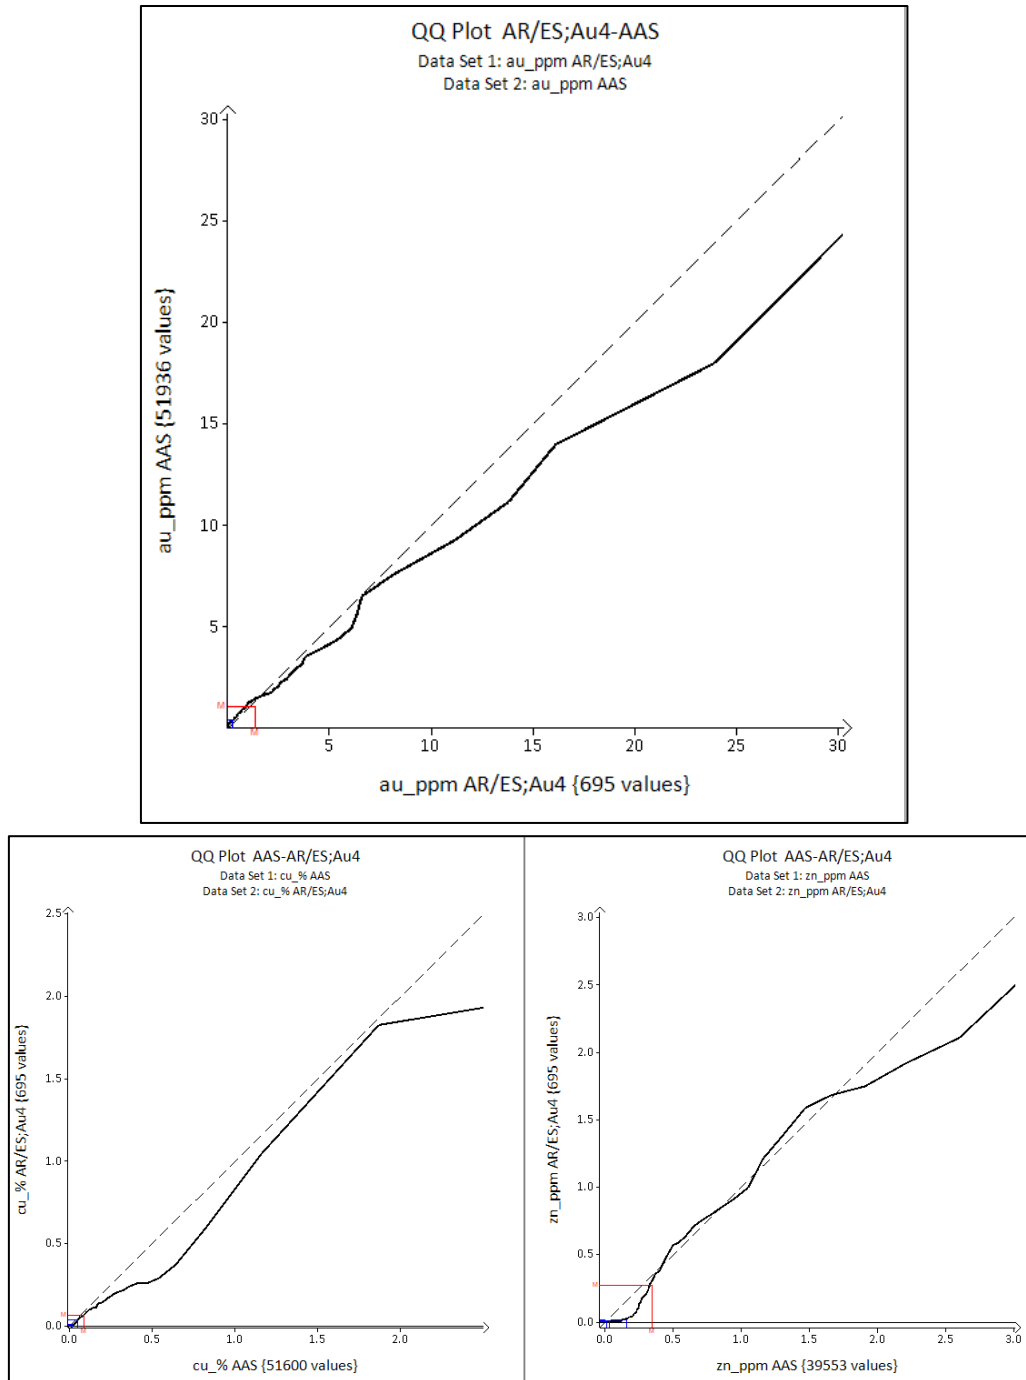 QQ Plot AR/ES;Au4-AAS
Data Set 1: au_ppm AR/ES;Au4
Data Set 2: au_ppm AAS
30
25
20
15
10
5
au_ppm AAS {51936 values}
M
M
5 10 15 20 25 30
au_ppm AR/ES;Au4 {695 values}
QQ Plot AAS-AR/ES;Au4
Data Set 1: cu_% AAS
Data Set 2: cu_% AR/ES;Au4
2.5
2.0
1.5
1.0
0.5
0.0
cu_% AR/ES;Au4 {695 values}
M
0.0 0.5 1.0 1.5 2.0
cu_% AAS {51600 values}
QQ Plot AAS-AR/ES;Au4
Data Set 1: zn_ppm AAS
Data Set 2: zn_ppm AR/ES;Au4
3.0
2.5
2.0
1.5
1.0
0.5
0.0
zn_ppm AR/ES;Au4 {695 values}
M
0.0 0.5 1.0 1.5 2.0 2.5 3.0
zn_ppm AAS {39553 values}